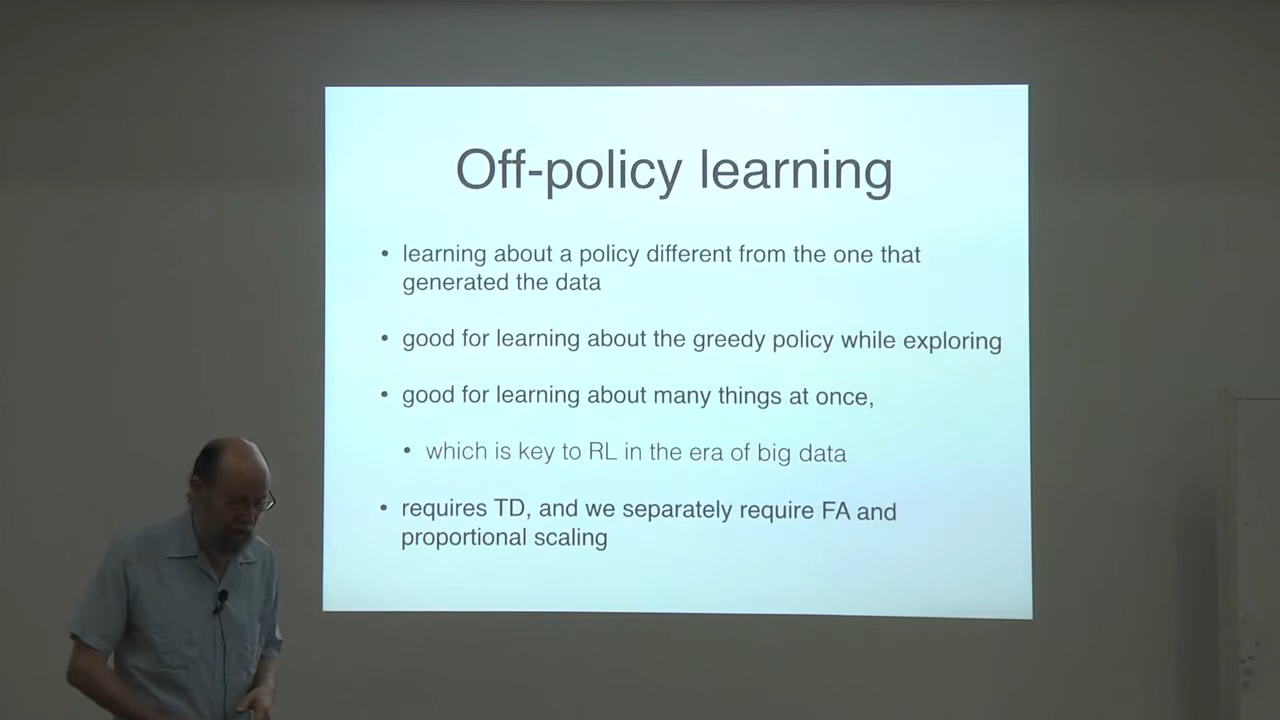 Off-policy learning
• learning about a policy different from the one that
generated the data
• good for learning about the greedy policy while exploring
• good for learning about many things at once,
• which is key to RL in the era of big data
• requires TD, and we separately require FA and
proportional scaling